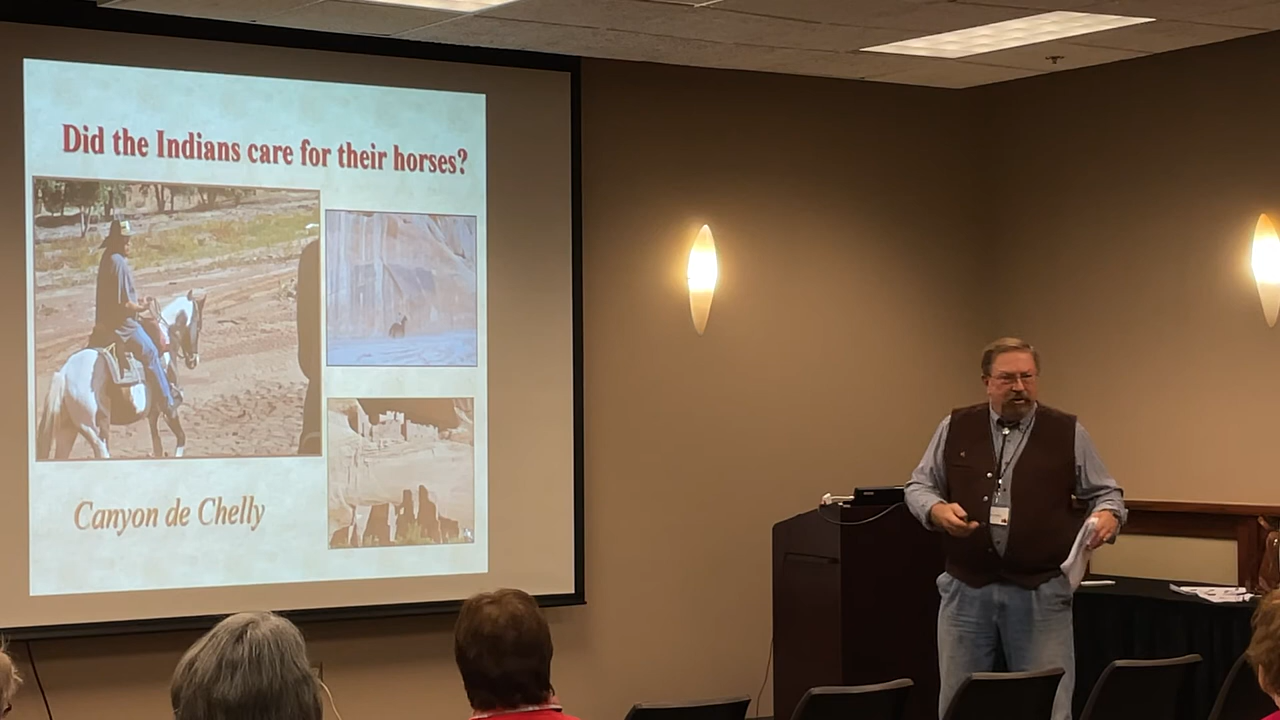 Did the Indians care for their horses?
Canyon de Chelly